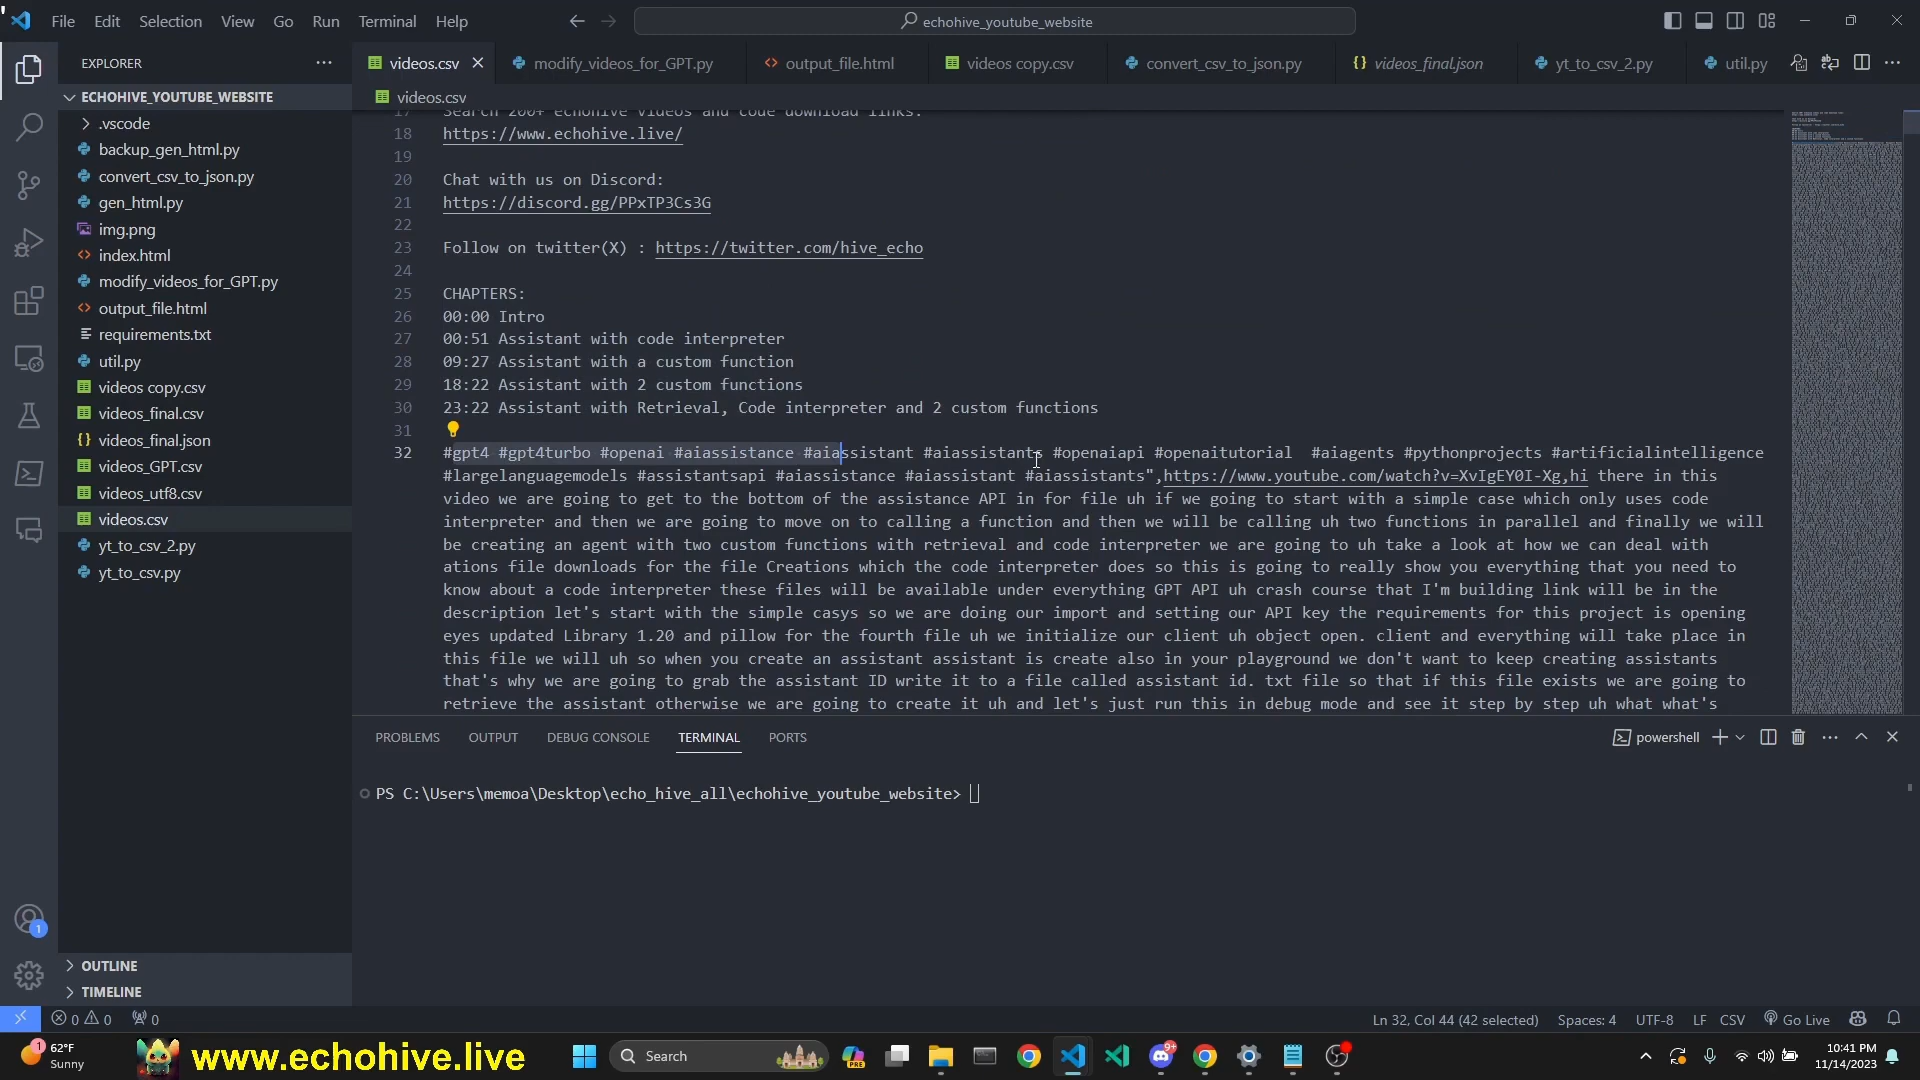 File Edit Selection View Go Run Terminal Help
echohive_youtube_website
EXPLORER
videos.csv
modify_videos_for_GPT.py
output_file.html
videos copy.csv
convert_csv_to_json.py
videos_final.json
yt_to_csv_2.py
util.py
ECHOHIVE_YOUTUBE_WEBSITE
.vscode
backup_gen_html.py
convert_csv_to_json.py
gen_html.py
img.png
index.html
modify_videos_for_GPT.py
output_file.html
requirements.txt
util.py
videos copy.csv
videos_final.csv
videos_final.json
videos_GPT.csv
videos_utf8.csv
videos.csv
yt_to_csv_2.py
yt_to_csv.py
OUTLINE
TIMELINE
videos.csv
17 Search 200+ echohive videos and code download links:
18 https://www.echohive.live/
19
20 Chat with us on Discord:
21 https://discord.gg/PPxTP3Cs3G
22
23 Follow on twitter(X) : https://twitter.com/hive_echo
24
25 CHAPTERS:
26 00:00 Intro
27 00:51 Assistant with code interpreter
28 09:27 Assistant with a custom function
29 18:22 Assistant with 2 custom functions
30 23:22 Assistant with Retrieval, Code interpreter and 2 custom functions
31
32 #gpt4 #gpt4turbo #openai #aiassistance #aiassistant #aiassistants #openaiapi #openaitutorial #aiagents #pythonprojects #artificialintelligence
#largelanguagemodels #assistantsapi #aiassistance #aiassistant #aiassistants",https://www.youtube.com/watch?v=XvIgEY0I-Xg,hi there in this
video we are going to get to the bottom of the assistance API in for file uh if we going to start with a simple case which only uses code
interpreter and then we are going to move on to calling a function and then we will be calling uh two functions in parallel and finally we will
be creating an agent with two custom functions with retrieval and code interpreter we are going to uh take a look at how we can deal with
ations file downloads for the file Creations which the code interpreter does so this is going to really show you everything that you need to
know about a code interpreter these files will be available under everything GPT API uh crash course that I'm building link will be in the
description let's start with the simple casys so we are doing our import and setting our API key the requirements for this project is opening
eyes updated Library 1.20 and pillow for the fourth file uh we initialize our client uh object open. client and everything will take place in
this file we will uh so when you create an assistant assistant is create also in your playground we don't want to keep creating assistants
that's why we are going to grab the assistant ID write it to a file called assistant id. txt file so that if this file exists we are going to
retrieve the assistant otherwise we are going to create it uh and let's just run this in debug mode and see it step by step uh what what's
PROBLEMS OUTPUT DEBUG CONSOLE TERMINAL PORTS
powershell
PS C:\Users\memoa\Desktop\echo_hive_all\echohive_youtube_website>
1
0 0 0
Ln 32, Col 44 (42 selected) Spaces: 4 UTF-8 LF CSV Go Live
1
62°F
Sunny
www.echohive.live
Search
PRE
9+
10:41 PM
11/14/2023